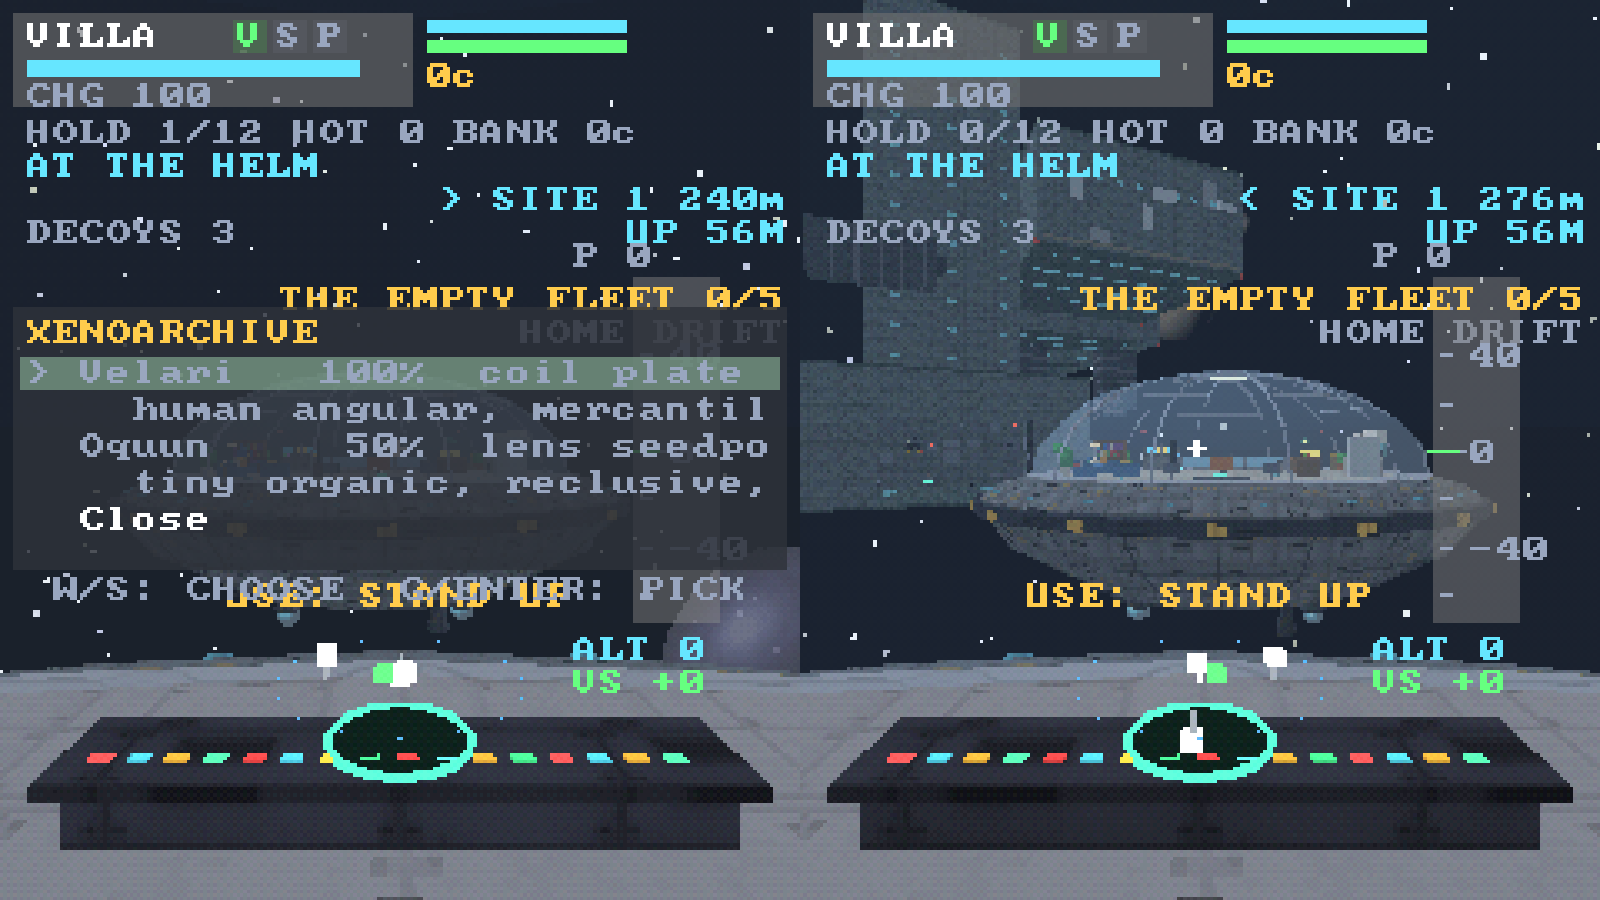 VILLA V S P
CHG 100
0c
HOLD 1/12 HOT 0 BANK 0c
AT THE HELM
> SITE 1 240m
DECOYS 3
UP 56M
P 0
THE EMPTY FLEET 0/5
HOME DRIFT
XENOARCHIVE
> Velari 100% coil plate
human angular, mercantil
Oquun 50% lens seedpo
tiny organic, reclusive,
Close
-40
W/S: CHOOSE Q/ENTER: PICK
USE: STAND UP
ALT 0
VS +0
VILLA V S P
CHG 100
0c
HOLD 0/12 HOT 0 BANK 0c
AT THE HELM
< SITE 1 276m
DECOYS 3
UP 56M
P 0
THE EMPTY FLEET 0/5
HOME DRIFT
40
0
-40
USE: STAND UP
ALT 0
VS +0